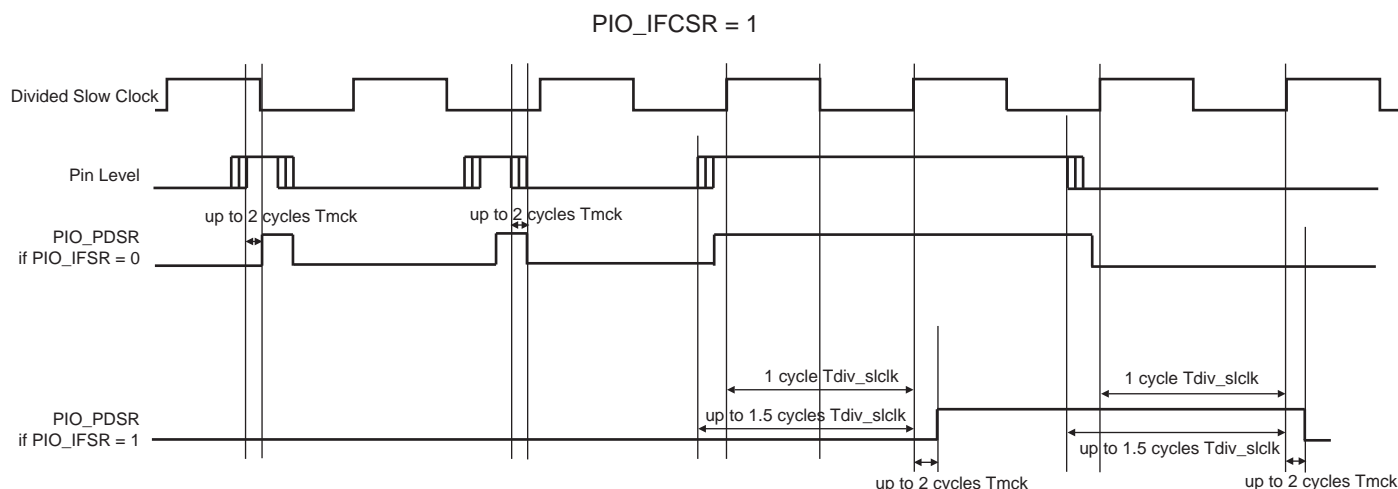 PIO_IFCSR = 1
Divided Slow Clock
Pin Level
up to 2 cycles Tmck
up to 2 cycles Tmck
PIO_PDSR
if PIO_IFSR = 0
1 cycle Tdiv_slclk
1 cycle Tdiv_slclk
up to 1.5 cycles Tdiv_slclk
PIO_PDSR
if PIO_IFSR = 1
up to 1.5 cycles Tdiv_slclk
up to 2 cycles Tmck
up to 2 cycles Tmck